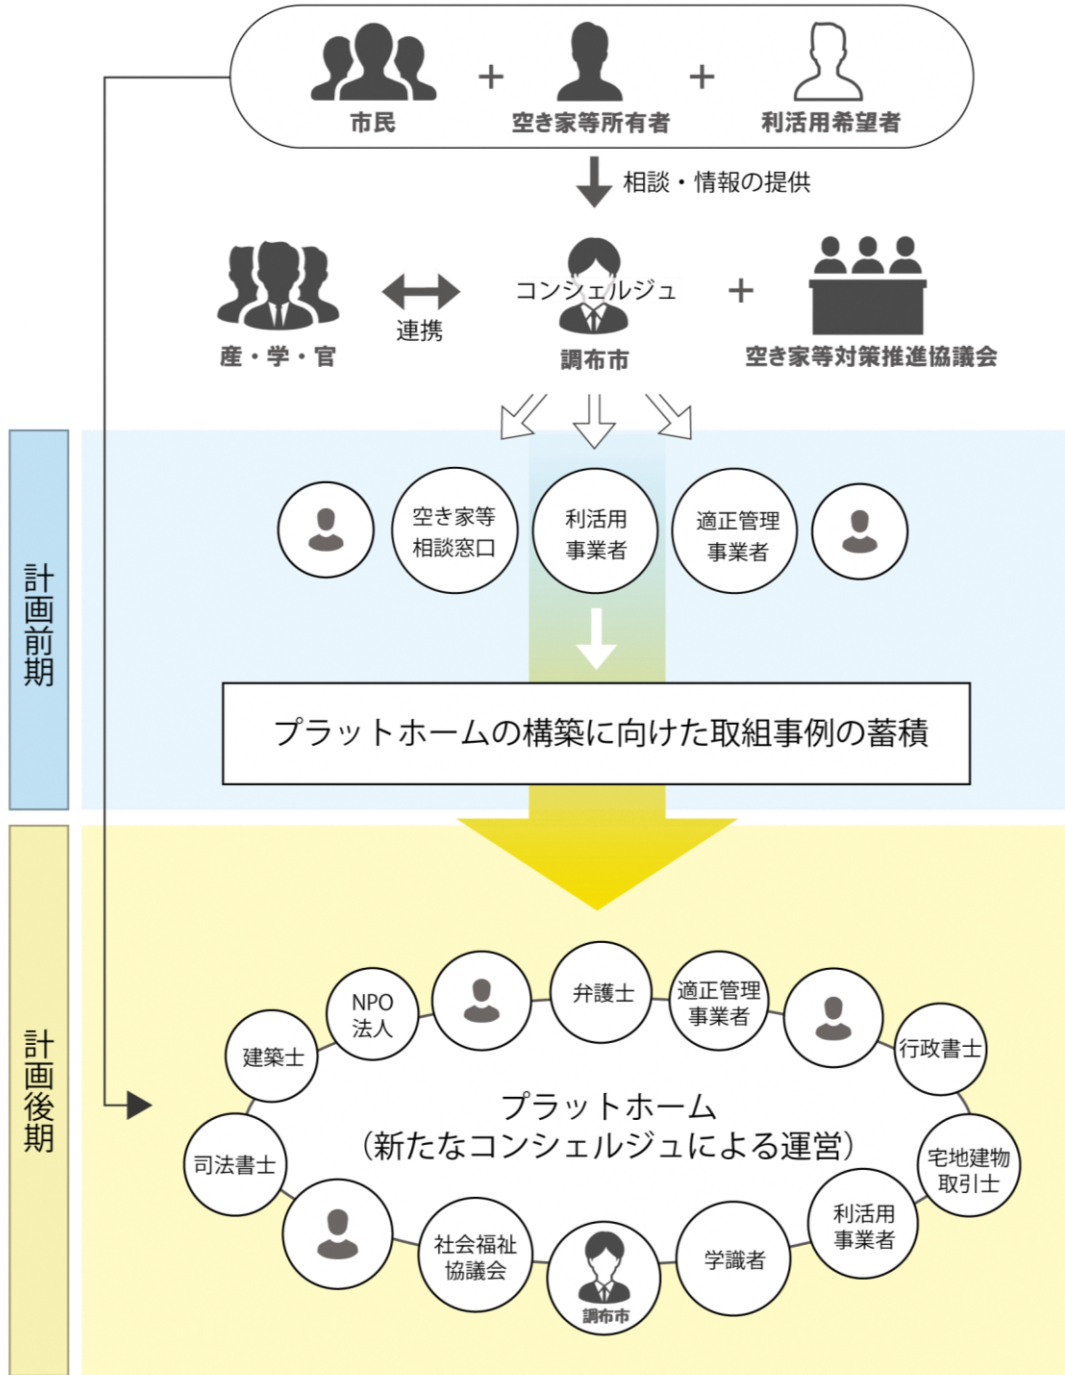 市民
空き家等所有者
利活用希望者
相談・情報の提供
産・学・官
連携
コンシェルジュ
調布市
空き家等対策推進協議会
計画前期
空き家等
相談窓口
利活用
事業者
適正管理
事業者
プラットホームの構築に向けた取組事例の蓄積
計画後期
建築士
NPO
法人
弁護士
適正管理
事業者
行政書士
プラットホーム
（新たなコンシェルジュによる運営）
司法書士
宅地建物
取引士
社会福祉
協議会
調布市
学識者
利活用
事業者